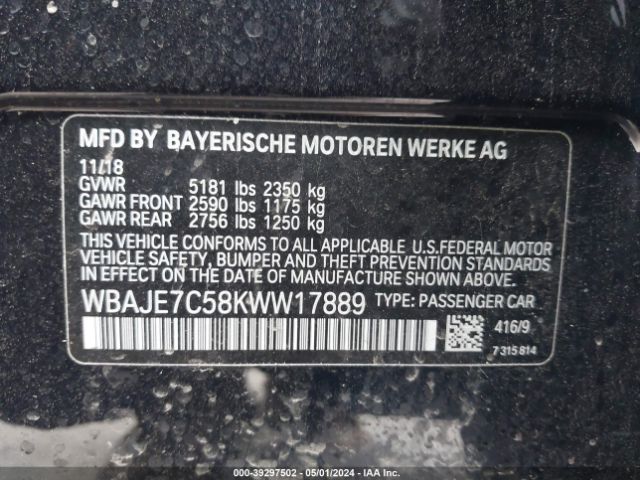 MFD BY BAYERISCHE MOTOREN WERKE AG
11/18
GVWR 5181 lbs 2350 kg
GAWR FRONT 2590 lbs 1175 kg
GAWR REAR 2756 lbs 1250 kg
THIS VEHICLE CONFORMS TO ALL APPLICABLE U.S.FEDERAL MOTOR
VEHICLE SAFETY, BUMPER AND THEFT PREVENTION STANDARDS
IN EFFECT ON THE DATE OF MANUFACTURE SHOWN ABOVE.
WBAJE7C58KWW17889 TYPE: PASSENGER CAR
416/9
7 315 814
000-39297502 - 05/01/2024 - IAA Inc.